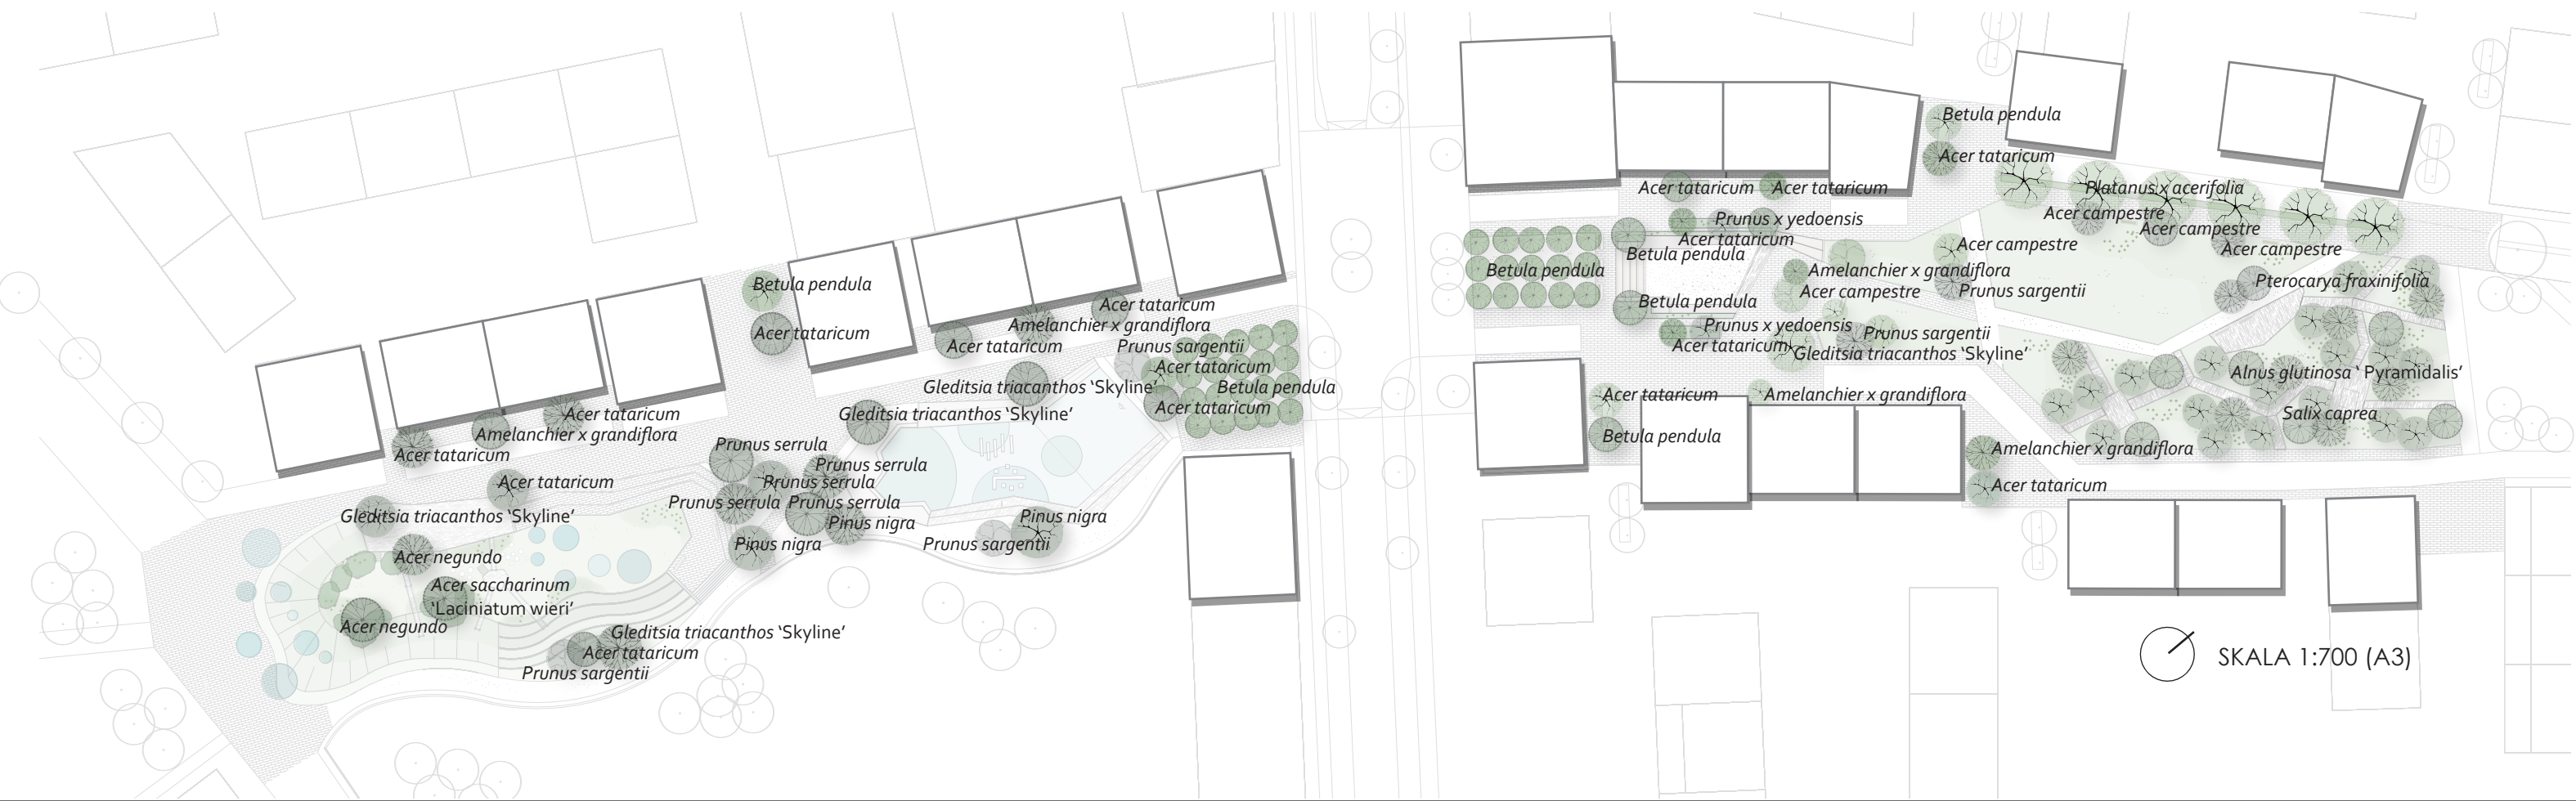 Betula pendula
Acer tataricum
Acer tataricum
Amelanchier x grandiflora
Acer tataricum
Acer tataricum
Gleditsia triacanthos ‘Skyline’
Acer negundo
Acer saccharinum
‘Laciniatum wieri’
Acer negundo
Gleditsia triacanthos ‘Skyline’
Acer tataricum
Prunus sargentii
Prunus serrula
Prunus serrula
Prunus serrula
Prunus serrula
Prunus serrula
Pinus nigra
Pinus nigra
Prunus sargentii
Pinus nigra
Gleditsia triacanthos ‘Skyline’
Gleditsia triacanthos ‘Skyline’
Acer tataricum
Amelanchier x grandiflora
Acer tataricum
Prunus sargentii
Acer tataricum
Betula pendula
Acer tataricum
Betula pendula
Acer tataricum
Acer tataricum
Acer tataricum
Prunus x yedoensis
Acer tataricum
Betula pendula
Betula pendula
Betula pendula
Prunus x yedoensis
Acer tataricum
Amelanchier x grandiflora
Acer campestre
Prunus sargentii
Gleditsia triacanthos ‘Skyline’
Acer campestre
Prunus sargentii
Platanus x acerifolia
Acer campestre
Acer campestre
Acer campestre
Pterocarya fraxinifolia
Alnus glutinosa ‘ Pyramidalis’
Salix caprea
Acer tataricum
Betula pendula
Amelanchier x grandiflora
Amelanchier x grandiflora
Acer tataricum
SKALA 1:700 (A3)